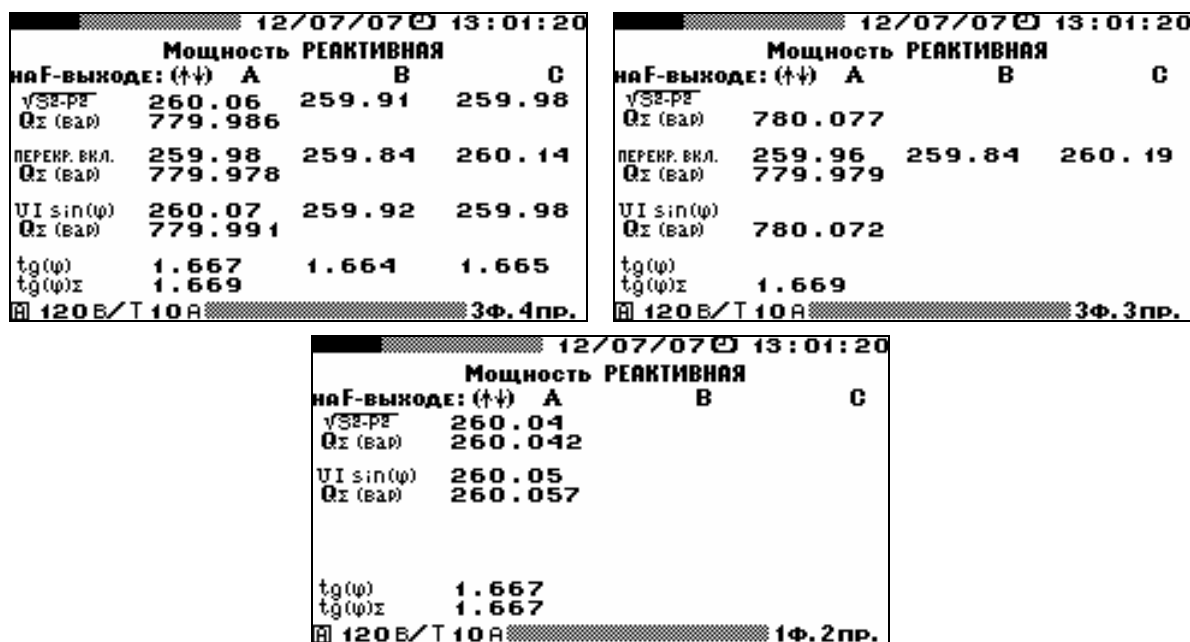 12/07/07 13:01:20
Мощность РЕАКТИВНАЯ
на F-выходе: (↑↓) A B C
√S2-P2 260.06 259.91 259.98
QΣ (вар) 779.986
ПЕРЕКР. ВКЛ. 259.98 259.84 260.14
QΣ (вар) 779.978
UI sin(φ) 260.07 259.92 259.98
QΣ (вар) 779.991
tg(φ) 1.667 1.664 1.665
tg(φ)Σ 1.669
A 120 В/Т 10 А 3Ф.4пр.
12/07/07 13:01:20
Мощность РЕАКТИВНАЯ
на F-выходе: (↑↓) A B C
√S2-P2
QΣ (вар) 780.077
ПЕРЕКР. ВКЛ. 259.96 259.84 260.19
QΣ (вар) 779.979
UI sin(φ)
QΣ (вар) 780.072
tg(φ)
tg(φ)Σ 1.669
A 120 В/Т 10 А 3Ф.3пр.
12/07/07 13:01:20
Мощность РЕАКТИВНАЯ
на F-выходе: (↑↓) A B C
√S2-P2 260.04
QΣ (вар) 260.042
UI sin(φ) 260.05
QΣ (вар) 260.057
tg(φ) 1.667
tg(φ)Σ 1.667
A 120 В/Т 10 А 1Ф.2пр.